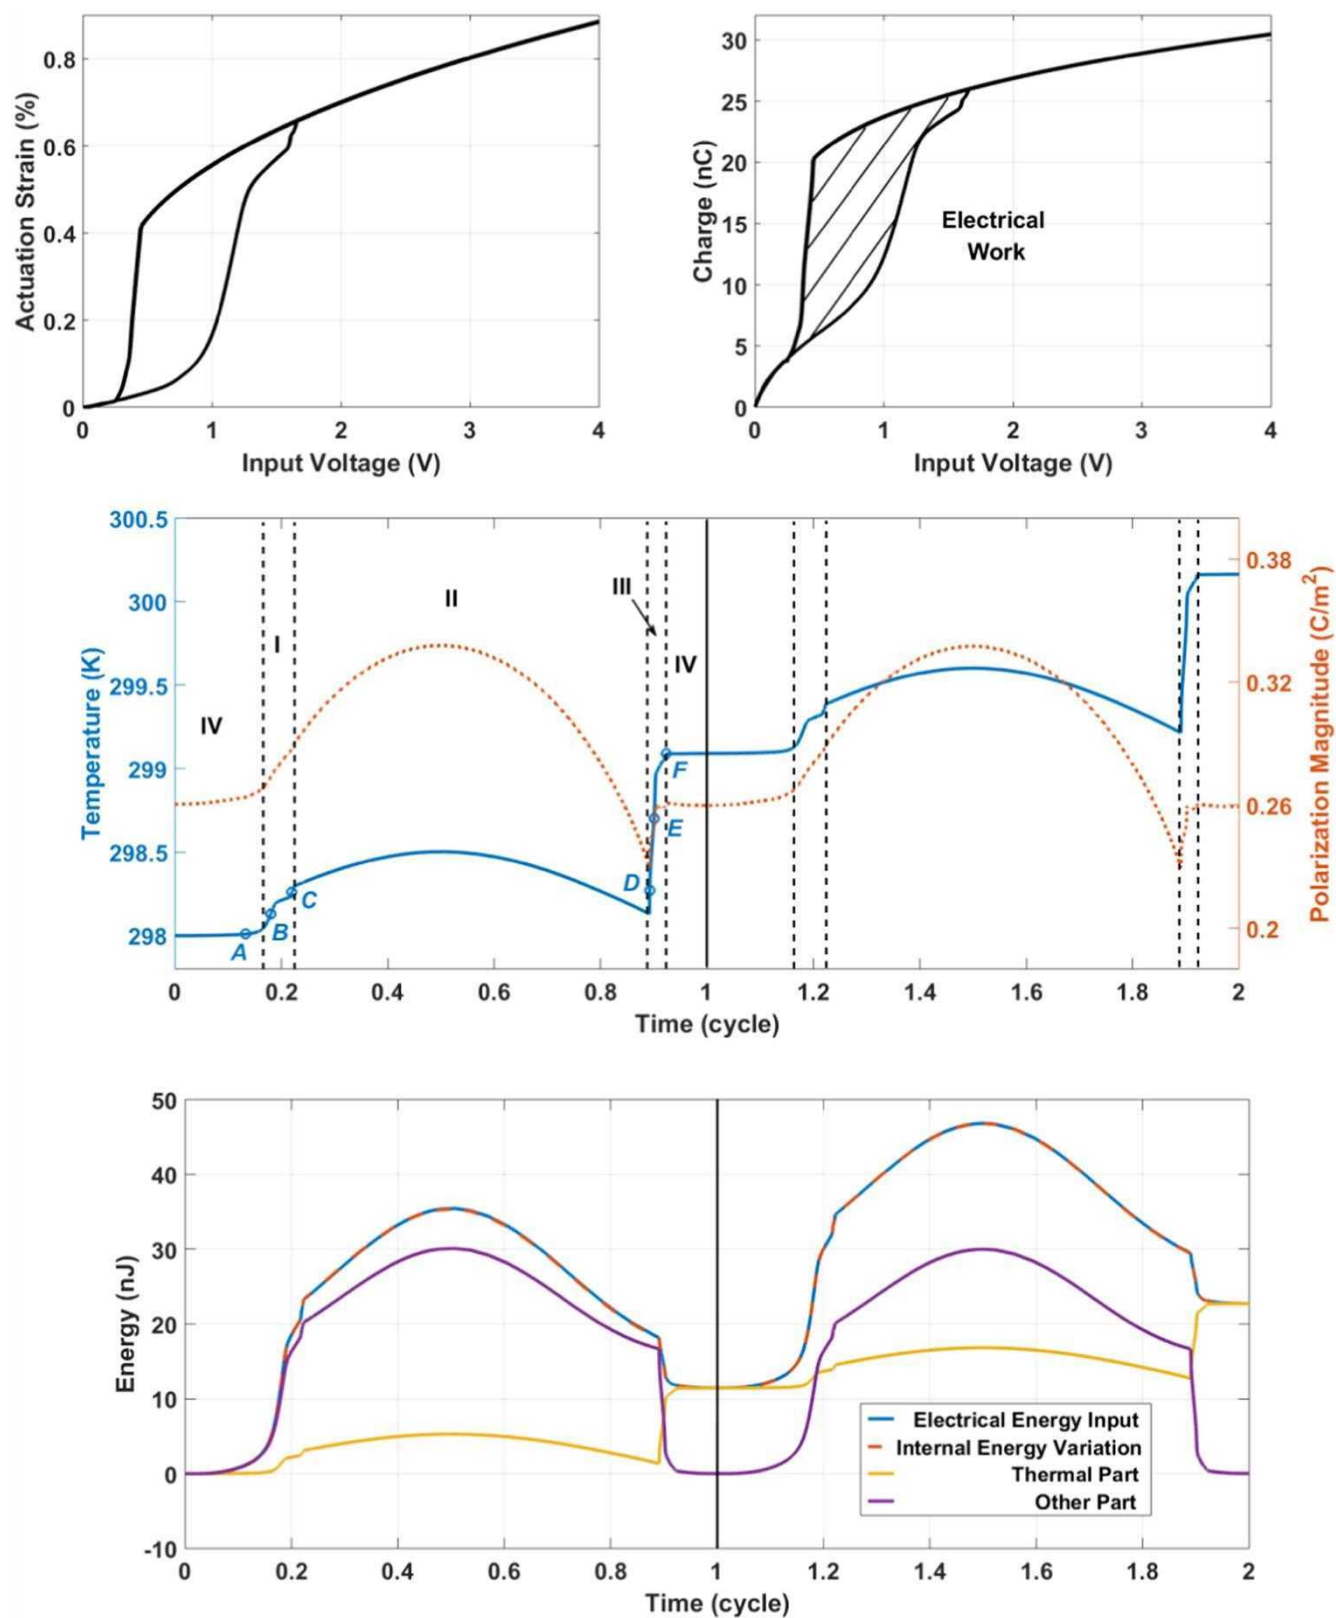 Actuation Strain (%)
0.8
0.6
0.4
0.2
0
0 1 2 3 4
Input Voltage (V)
Charge (nC)
30
25
20
15
10
5
0
Electrical
Work
0 1 2 3 4
Input Voltage (V)
Temperature (K)
300.5
300
299.5
299
298.5
298
IV
I
II
III
IV
A
B
C
D
E
F
0.38
0.32
0.26
0.2
Polarization Magnitude (C/m²)
0 0.2 0.4 0.6 0.8 1 1.2 1.4 1.6 1.8 2
Time (cycle)
Energy (nJ)
50
40
30
20
10
0
-10
Electrical Energy Input
Internal Energy Variation
Thermal Part
Other Part
0 0.2 0.4 0.6 0.8 1 1.2 1.4 1.6 1.8 2
Time (cycle)